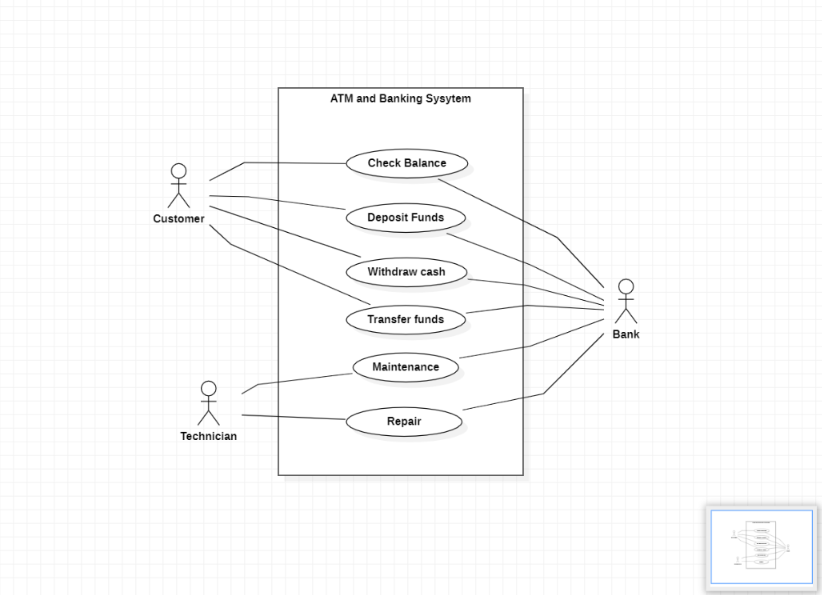 ATM and Banking Sysytem
Check Balance
Customer
Deposit Funds
Withdraw cash
Transfer funds
Bank
Maintenance
Technician
Repair